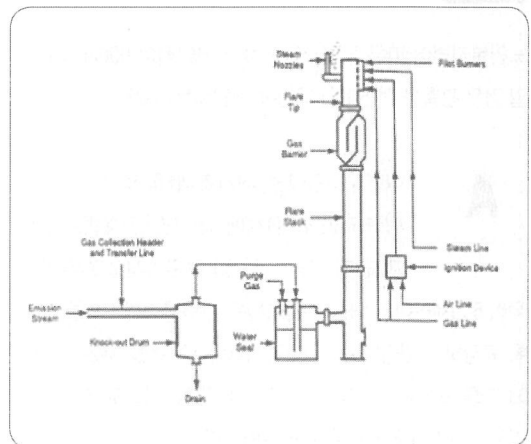 Steam
Nozzles
Pilot Burners
Flare
Tip
Gas
Barrier
Flare
Stack
Gas Collection Header
and Transfer Line
Steam Line
Ignition Device
Purge
Gas
Emission
Stream
Air Line
Gas Line
Knock-out Drum
Water
Seal
Drain